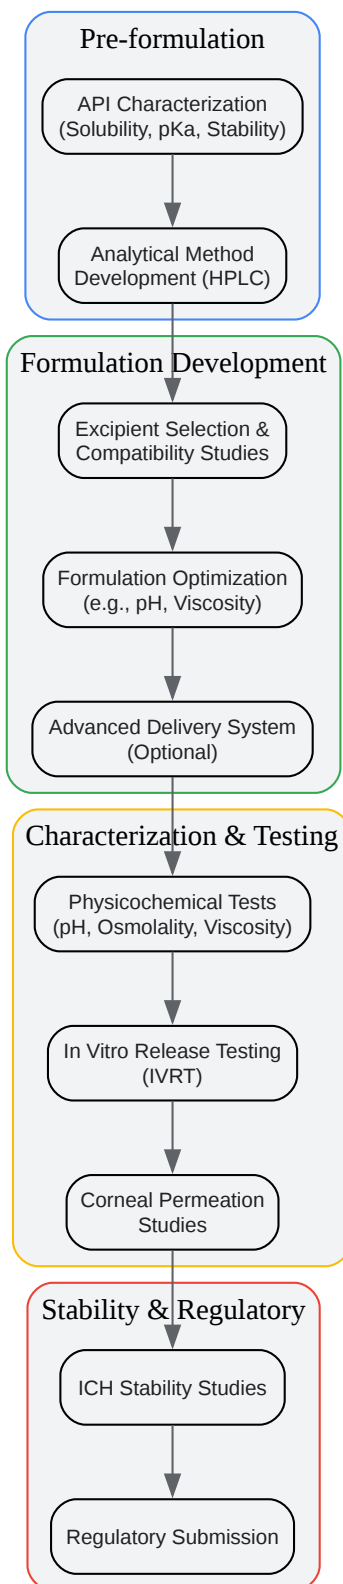 Pre-formulation
API Characterization
(Solubility, pKa, Stability)
Analytical Method
Development (HPLC)
Formulation Development
Excipient Selection &
Compatibility Studies
Formulation Optimization
(e.g., pH, Viscosity)
Advanced Delivery System
(Optional)
Characterization & Testing
Physicochemical Tests
(pH, Osmolality, Viscosity)
In Vitro Release Testing
(IVRT)
Corneal Permeation
Studies
Stability & Regulatory
ICH Stability Studies
Regulatory Submission